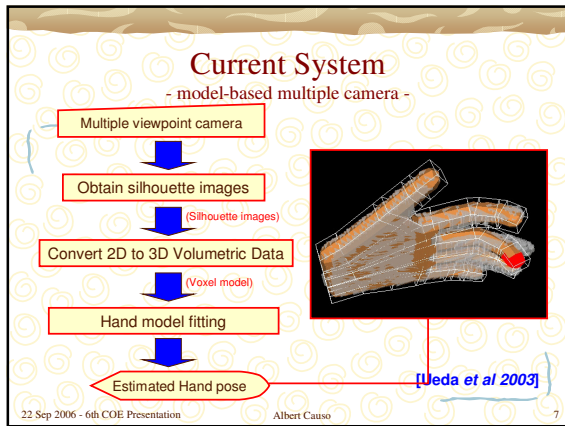 Current System
- model-based multiple camera -
Multiple viewpoint camera
Obtain silhouette images
(Silhouette images)
Convert 2D to 3D Volumetric Data
(Voxel model)
Hand model fitting
Estimated Hand pose
[Ueda et al 2003]
22 Sep 2006 - 6th COE Presentation
Albert Causo
7